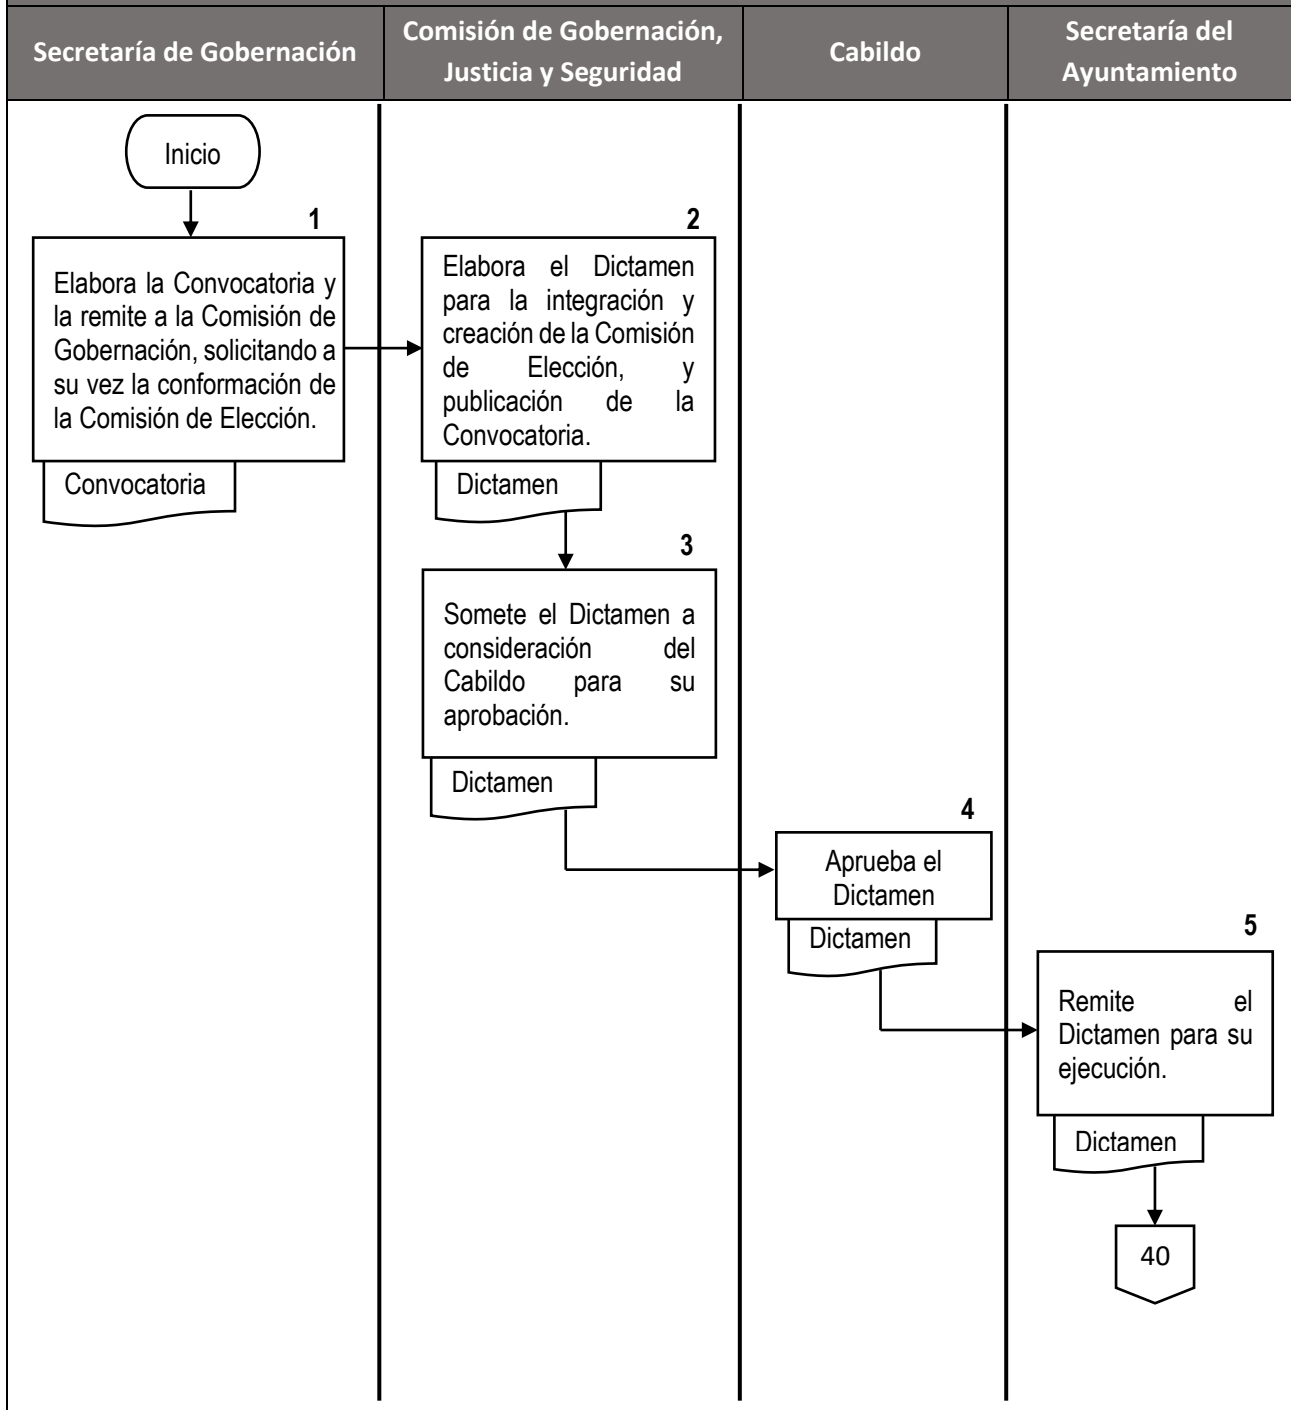 Secretaría de Gobernación
Comisión de Gobernación,
Justicia y Seguridad
Cabildo
Secretaría del
Ayuntamiento
Inicio
1
Elabora la Convocatoria y
la remite a la Comisión de
Gobernación, solicitando a
su vez la conformación de
la Comisión de Elección.
Convocatoria
2
Elabora el Dictamen
para la integración y
creación de la Comisión
de Elección, y
publicación de la
Convocatoria.
Dictamen
3
Somete el Dictamen a
consideración del
Cabildo para su
aprobación.
Dictamen
4
Aprueba el
Dictamen
Dictamen
5
Remite el
Dictamen para su
ejecución.
Dictamen
40